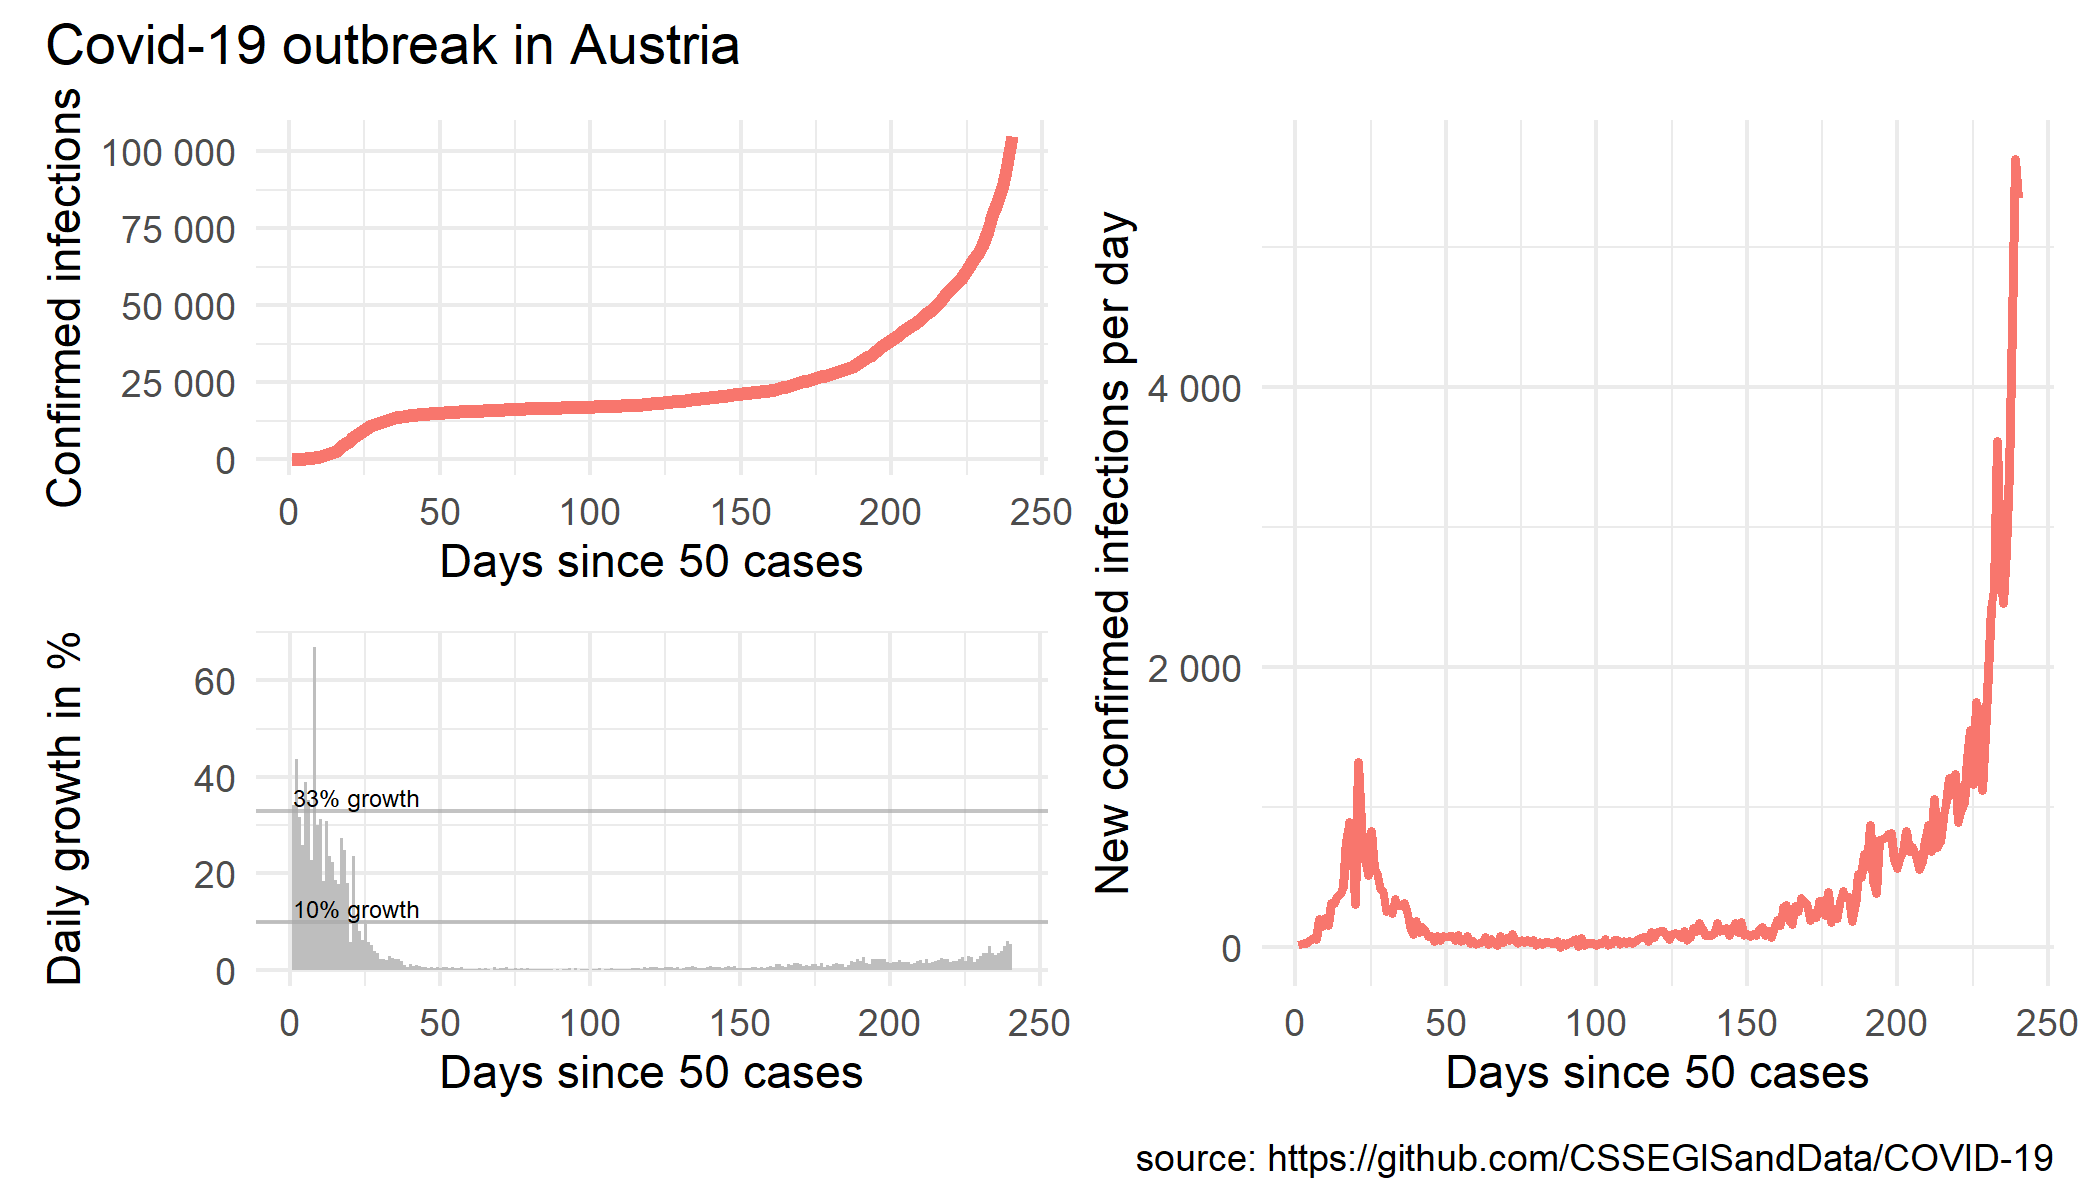 Covid-19 outbreak in Austria
Confirmed infections
100 000
75 000
50 000
25 000
0
0 50 100 150 200 250
Days since 50 cases
Daily growth in %
60
40
20
0
33% growth
10% growth
0 50 100 150 200 250
Days since 50 cases
New confirmed infections per day
4 000
2 000
0
0 50 100 150 200 250
Days since 50 cases
source: https://github.com/CSSEGISandData/COVID-19